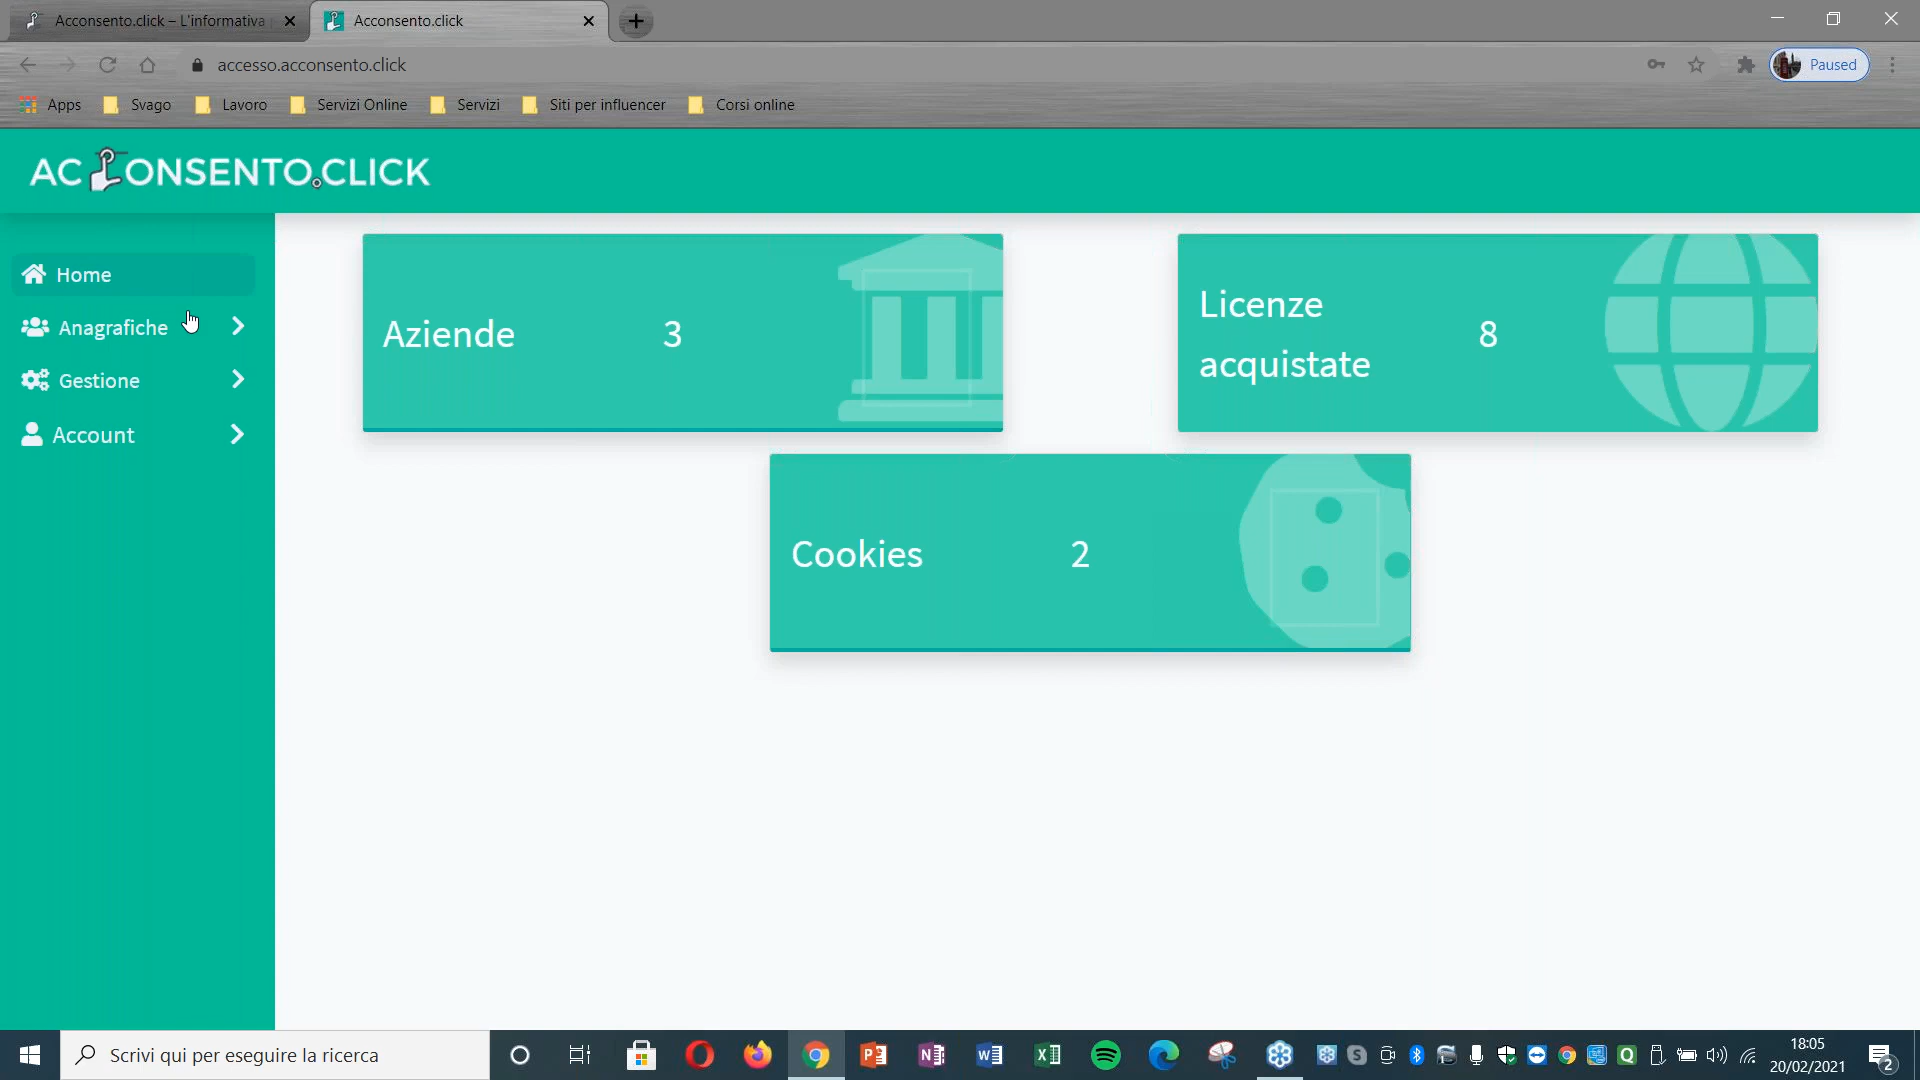 Acconsento.click – L'informativa
Acconsento.click
accesso.acconsento.click
Paused
Apps
Svago
Lavoro
Servizi Online
Servizi
Siti per influencer
Corsi online
ACCONSENTO.CLICK
Home
Anagrafiche
Gestione
Account
Aziende 3
Licenze
acquistate
8
Cookies 2
Scrivi qui per eseguire la ricerca
18:05
20/02/2021
2